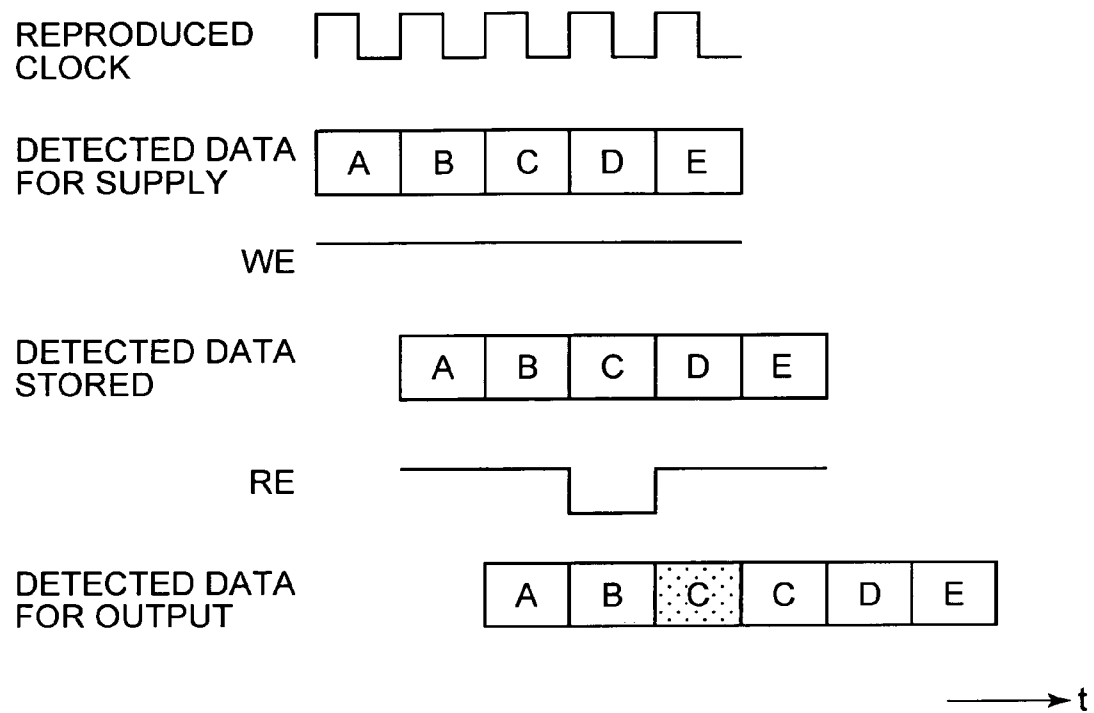 REPRODUCED
CLOCK
DETECTED DATA
FOR SUPPLY
A B C D E
WE
DETECTED DATA
STORED
A B C D E
RE
DETECTED DATA
FOR OUTPUT
A B C C D E
t